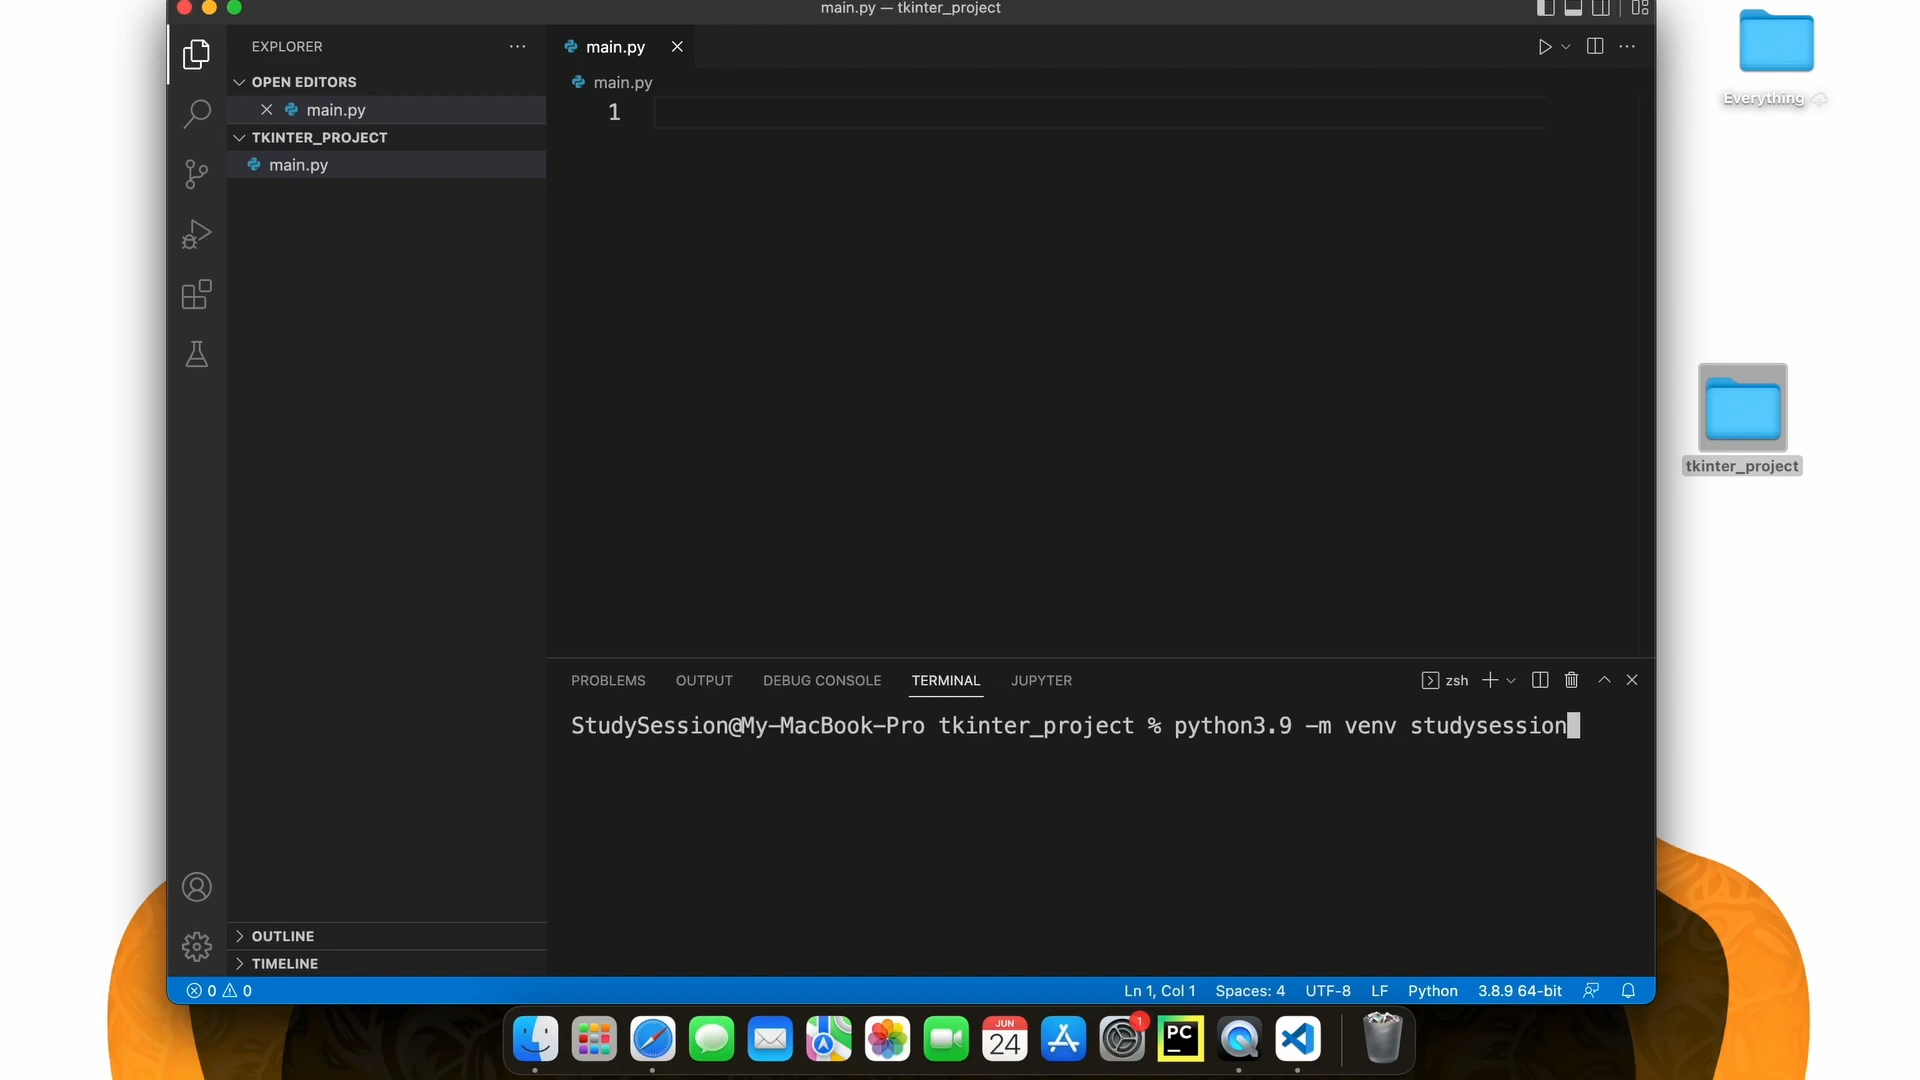 main.py — tkinter_project
EXPLORER
OPEN EDITORS
main.py
TKINTER_PROJECT
main.py
OUTLINE
TIMELINE
main.py
main.py
1
PROBLEMS OUTPUT DEBUG CONSOLE TERMINAL JUPYTER
zsh
StudySession@My-MacBook-Pro tkinter_project % python3.9 -m venv studysession
0 0
Ln 1, Col 1 Spaces: 4 UTF-8 LF Python 3.8.9 64-bit
Everything
tkinter_project
JUN
24
1
PC